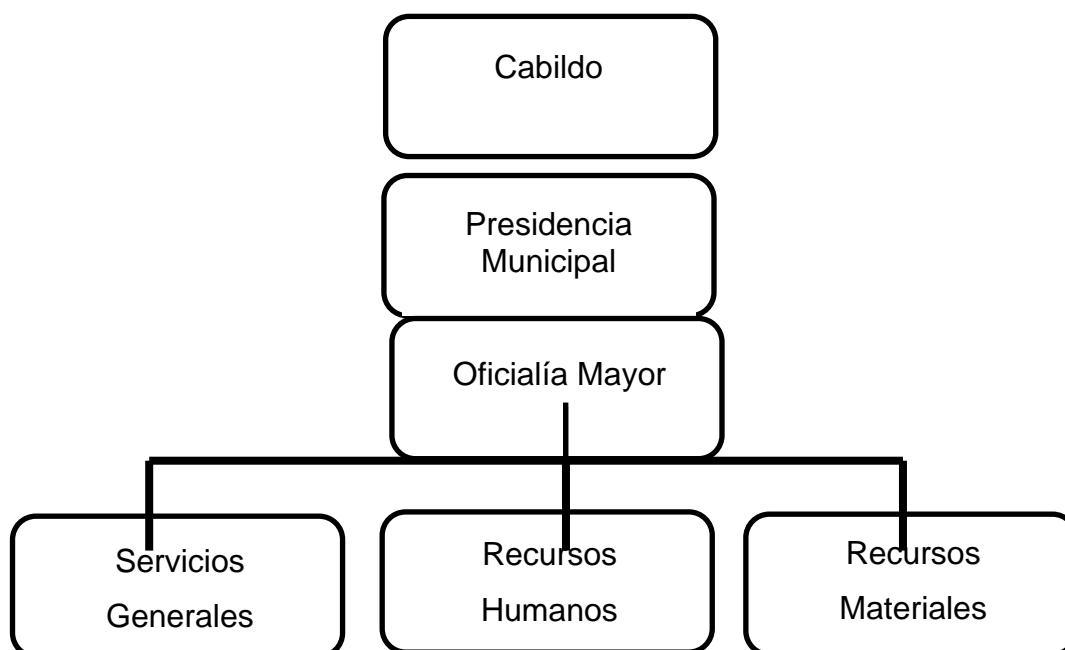 Cabildo
Presidencia
Municipal
Oficialía Mayor
Servicios
Generales
Recursos
Humanos
Recursos
Materiales